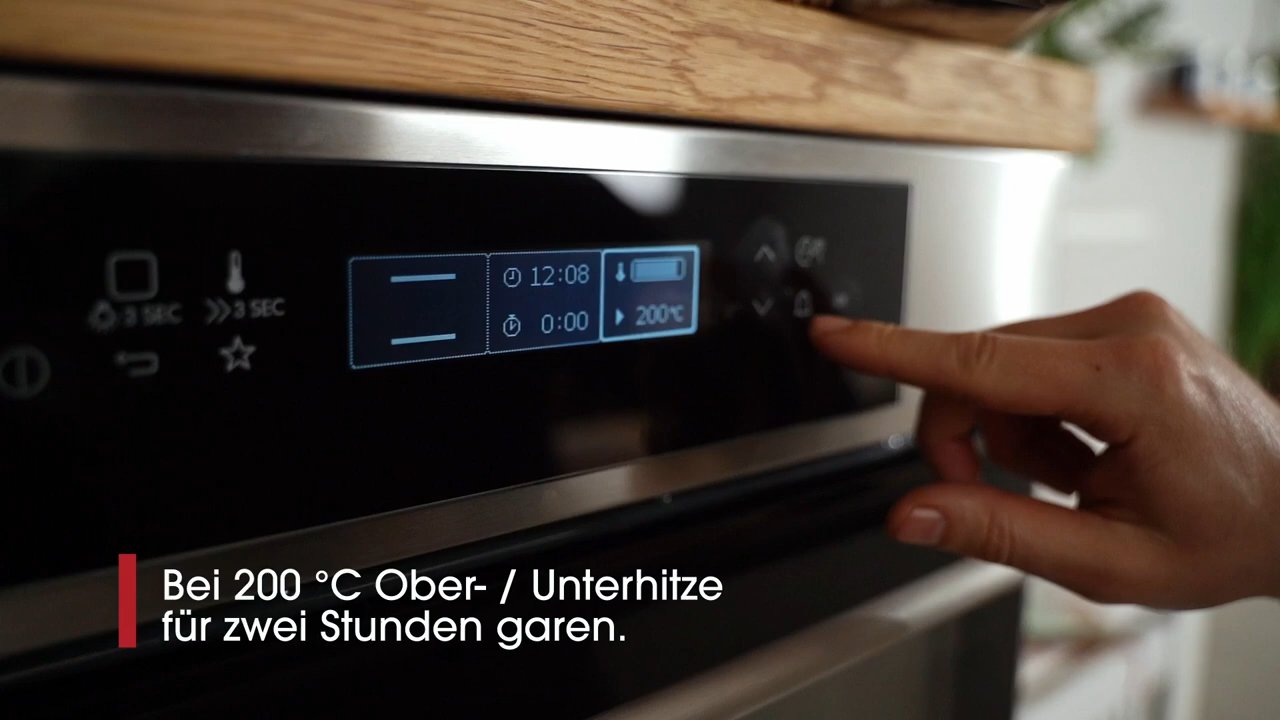 3 SEC
3 SEC
12:08
0:00
200°C
Bei 200 °C Ober- / Unterhitze
für zwei Stunden garen.